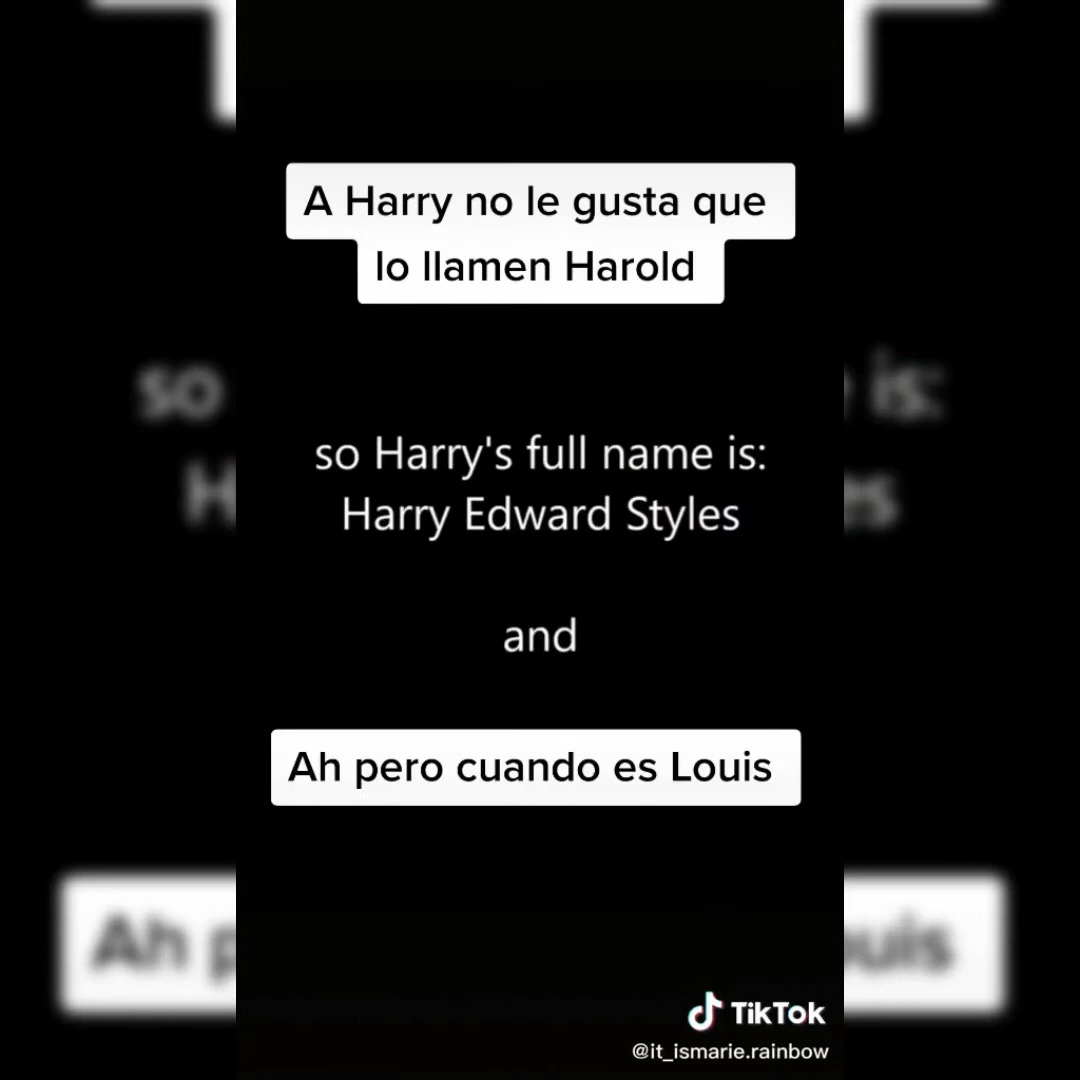 A Harry no le gusta que
lo llamen Harold
so Harry's full name is:
Harry Edward Styles
and
Ah pero cuando es Louis
TikTok
@it_ismarie.rainbow